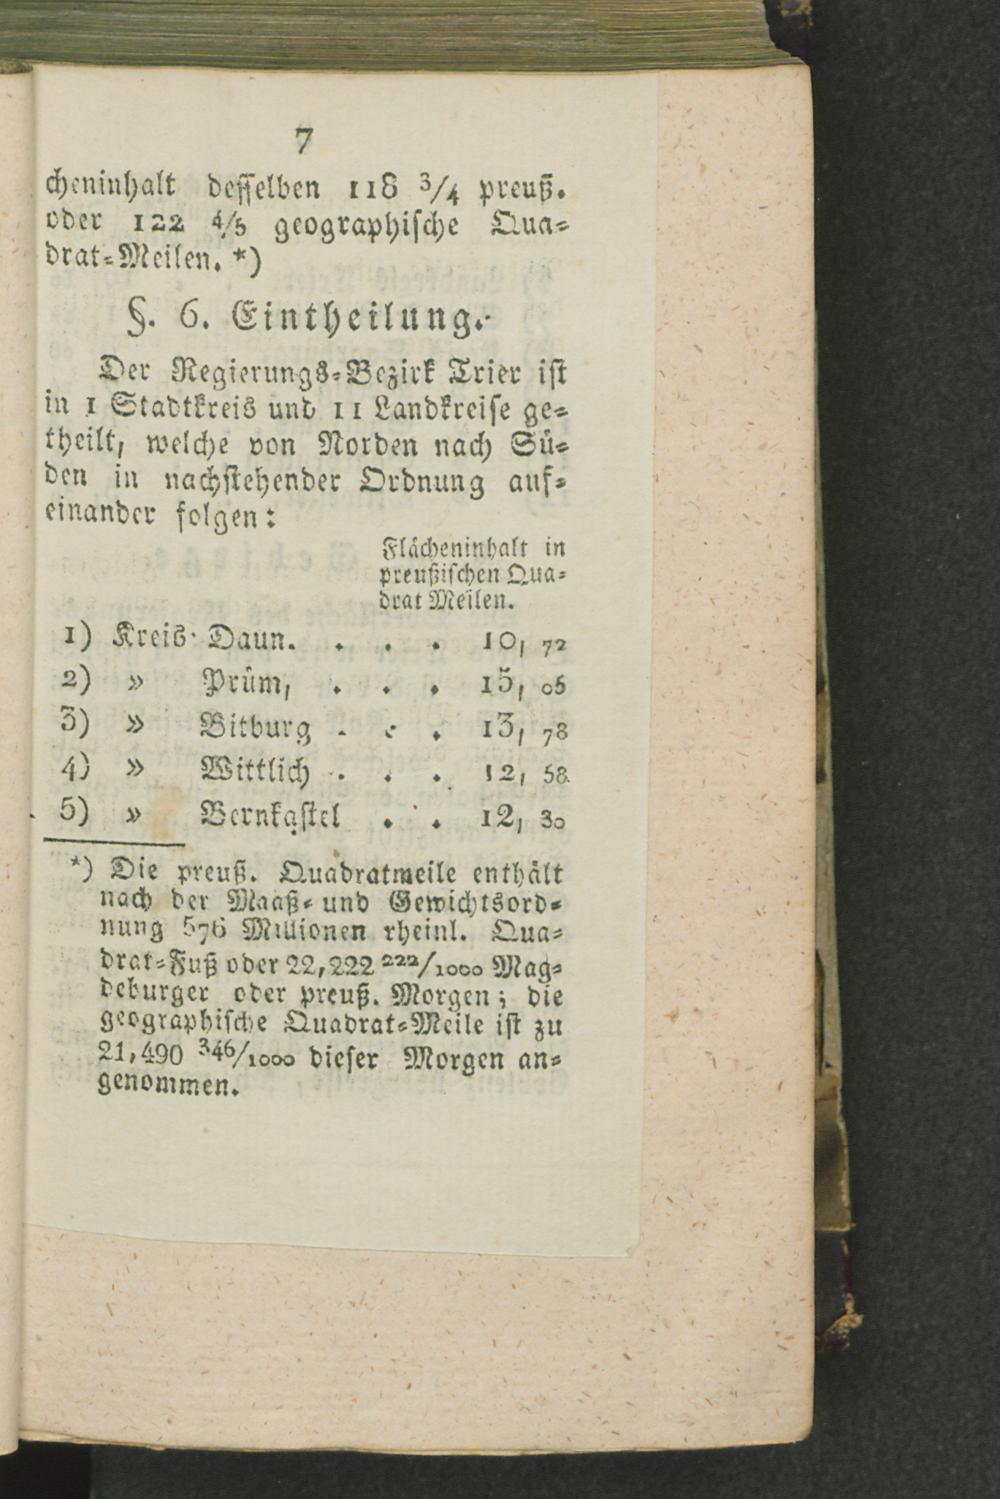 7
cheninhalt desselben 118 3/4 preuß.
oder 122 4/5 geographische Qua-
drat-Meilen. *)
§. 6. Eintheilung.
Der Regierungs-Bezirk Trier ist
in 1 Stadtkreis und 11 Landkreise ge-
theilt, welche von Norden nach Sü-
den in nachstehender Ordnung auf-
einander folgen:
Flächeninhalt in
preußischen Qua-
drat Meilen.
1) Kreis Daun. . . . 10, 72
2) » Prüm, . . . 15, 05
3) » Bitburg . . . 13, 78
4) » Wittlich . . . 12, 58
5) » Bernkastel . . 12, 30
*) Die preuß. Quadratmeile enthält
nach der Maaß- und Gewichtsord-
nung 576 Millionen rheinl. Qua-
drat-Fuß oder 22,222 222/1000 Mag-
deburger oder preuß. Morgen; die
geographische Quadrat-Meile ist zu
21,490 346/1000 dieser Morgen an-
genommen.